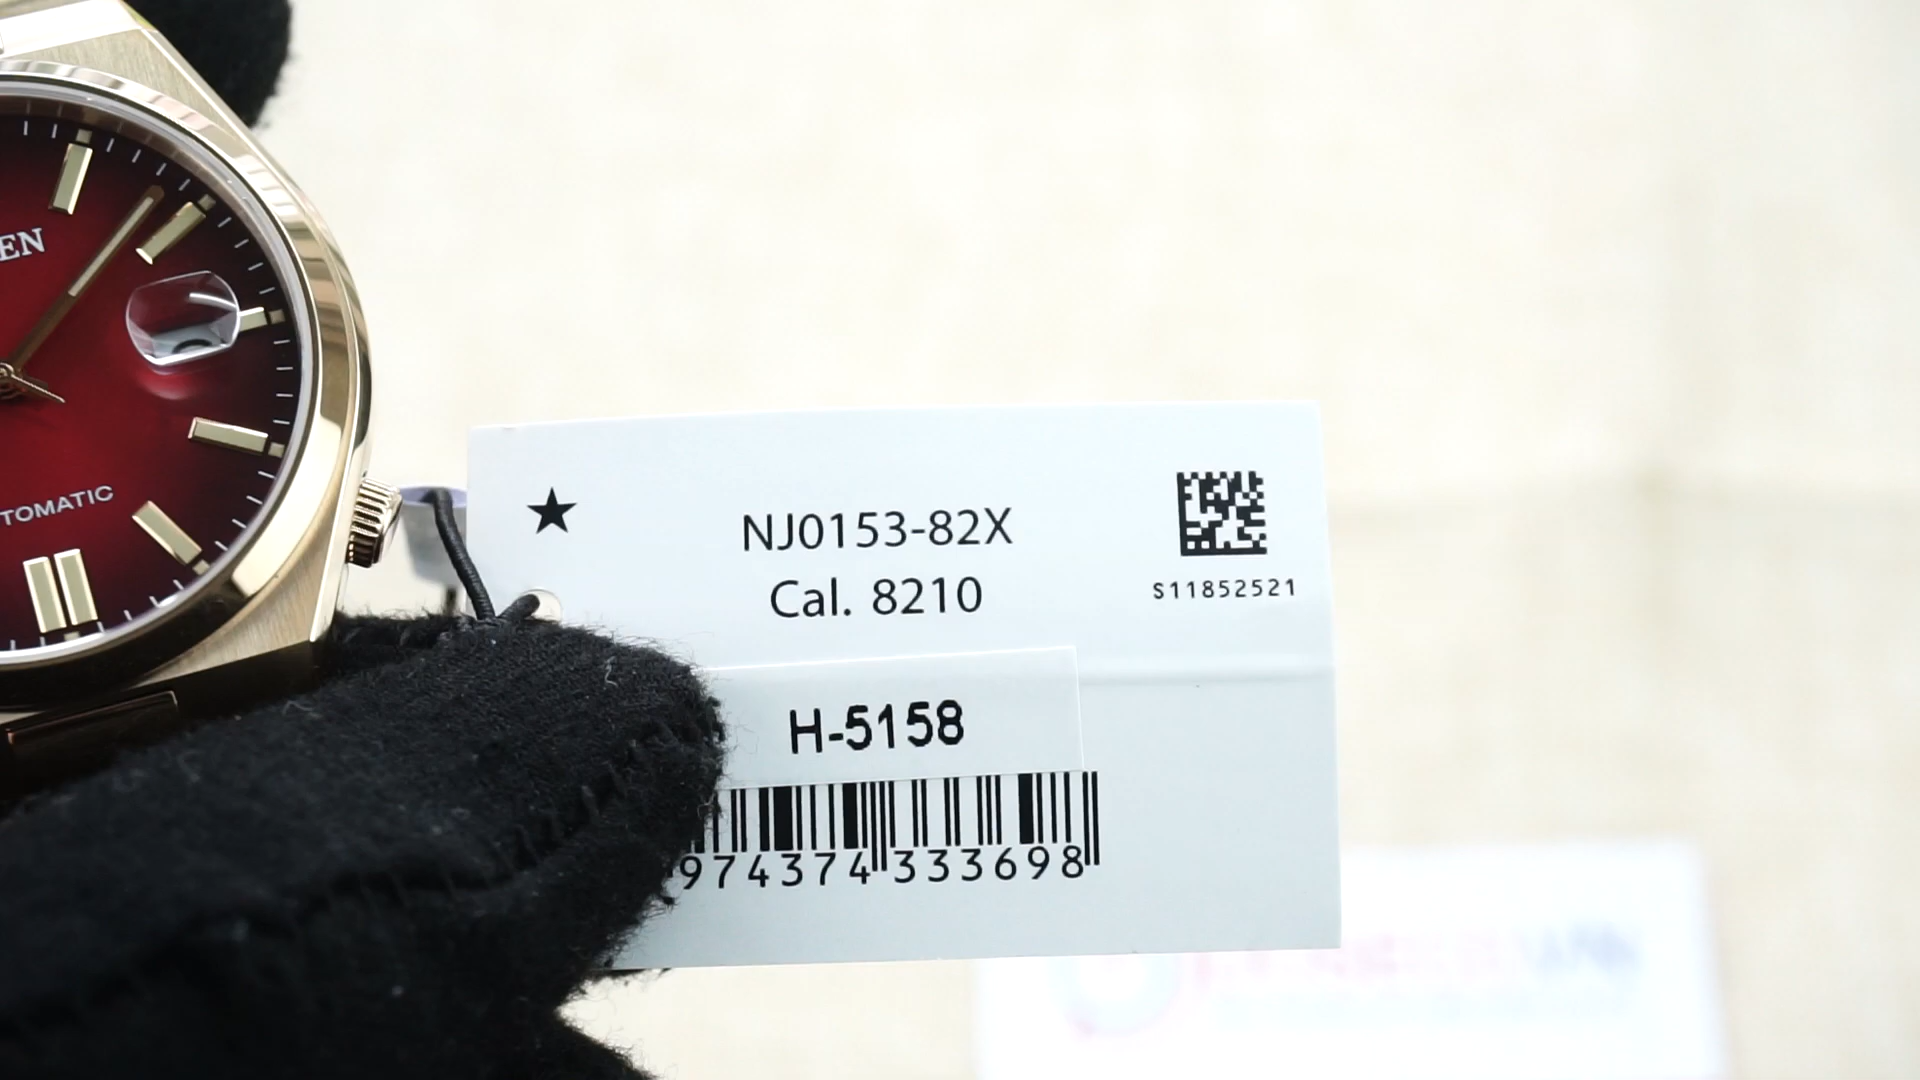 EN
TOMATIC
★
NJ0153-82X
Cal. 8210
S11852521
H-5158
974374 333698